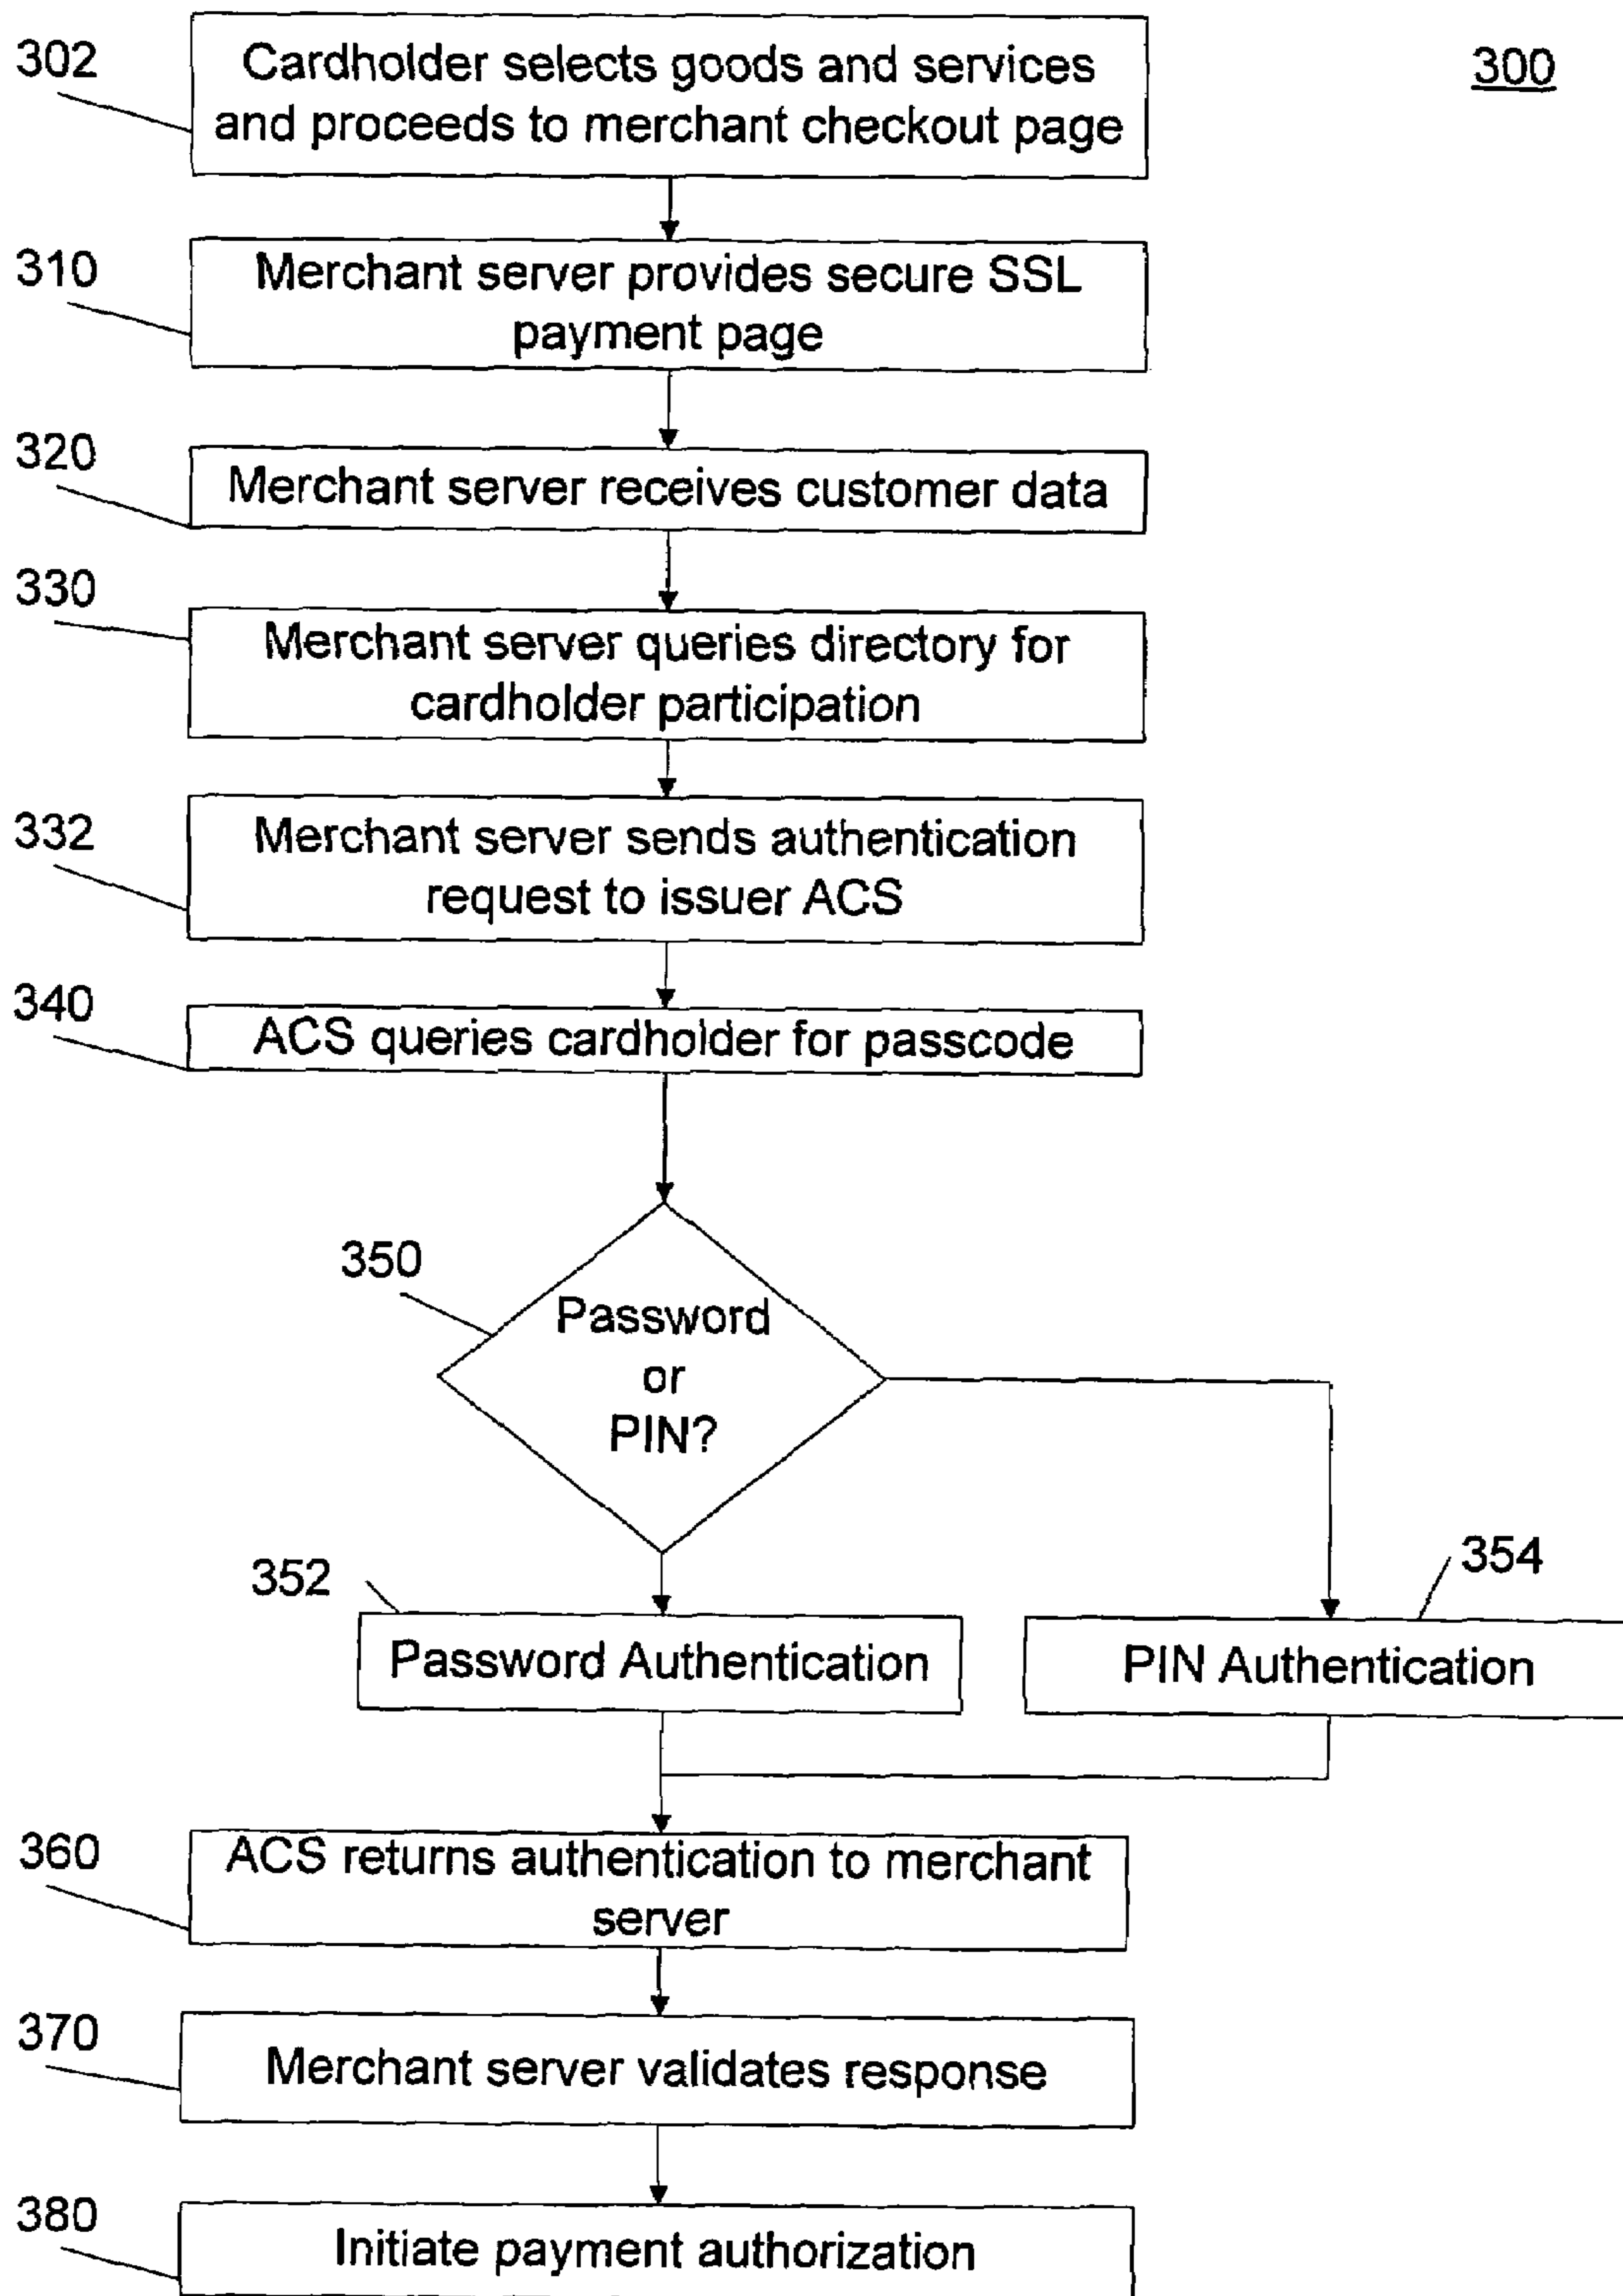 302
Cardholder selects goods and services
and proceeds to merchant checkout page
300
310
Merchant server provides secure SSL
payment page
320
Merchant server receives customer data
330
Merchant server queries directory for
cardholder participation
332
Merchant server sends authentication
request to issuer ACS
340
ACS queries cardholder for passcode
350
Password
or
PIN?
352
Password Authentication
354
PIN Authentication
360
ACS returns authentication to merchant
server
370
Merchant server validates response
380
Initiate payment authorization